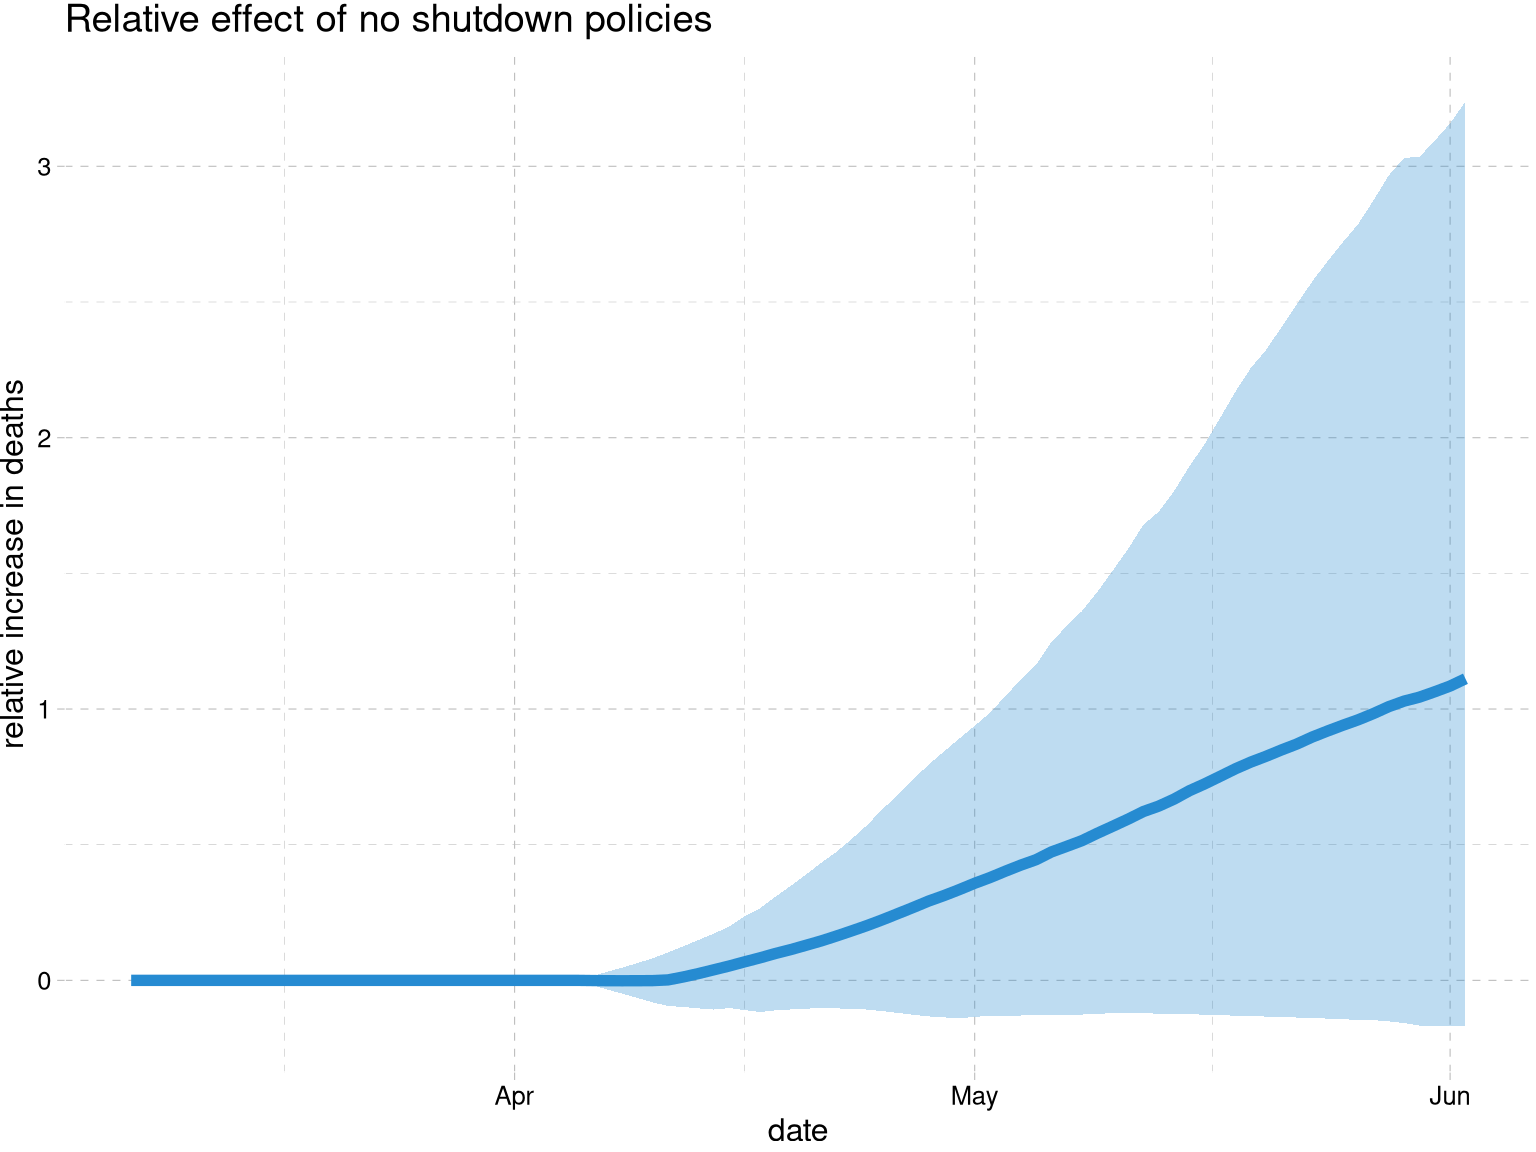 Relative effect of no shutdown policies
relative increase in deaths
3
2
1
0
Apr
May
Jun
date